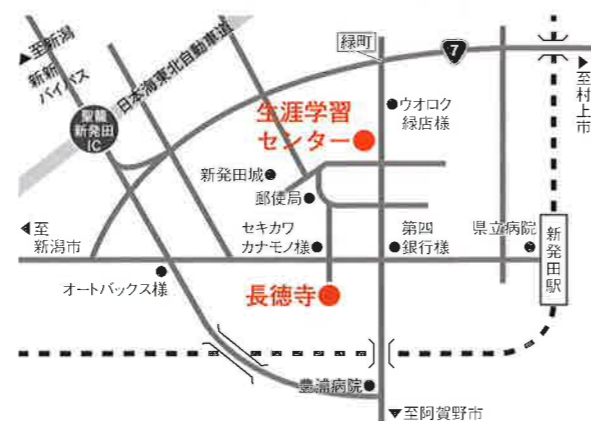 ▲至新潟
新新
バイパス
日本海東北自動車道
聖籠
新発田
IC
緑町
7
▶至
村上市
生涯学習
センター
ウオロク
緑店様
新発田城
郵便局
◀至
新潟市
セキカワ
カナモノ様
第四
銀行様
県立病院
新発田駅
オートバックス様
長徳寺
豊浦病院
▼至阿賀野市